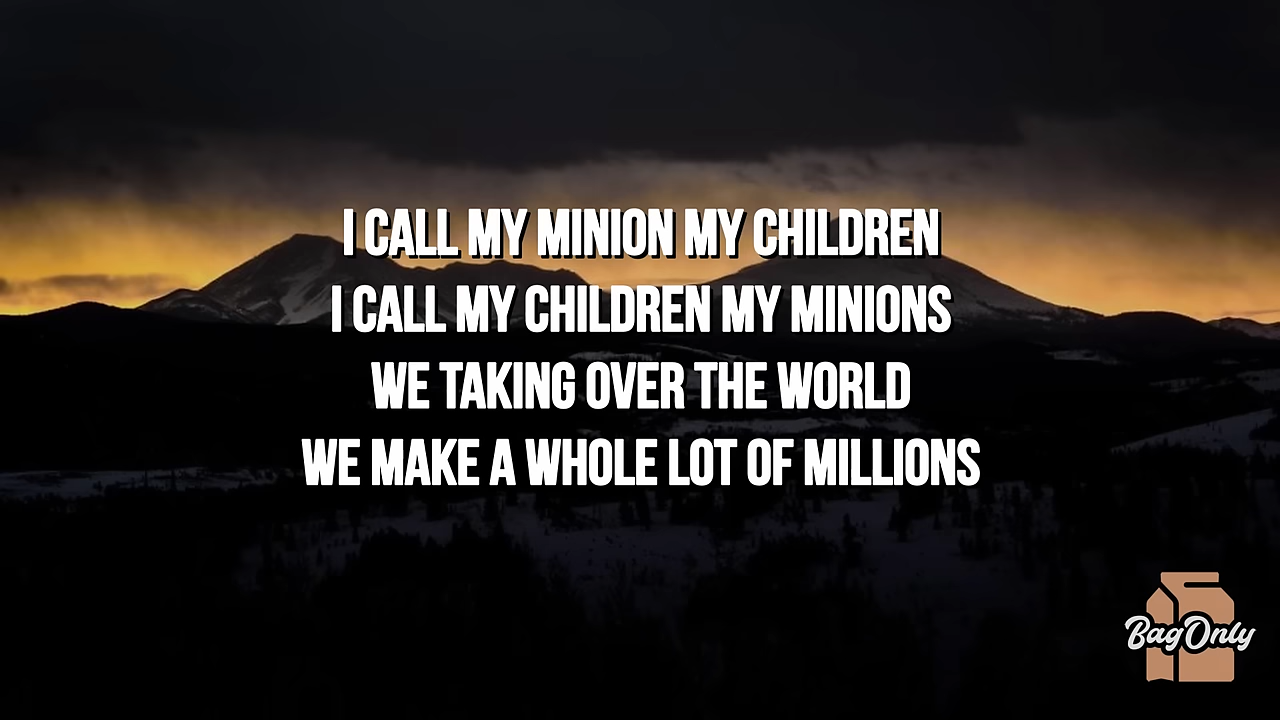 I CALL MY MINION MY CHILDREN
I CALL MY CHILDREN MY MINIONS
WE TAKING OVER THE WORLD
WE MAKE A WHOLE LOT OF MILLIONS
BagOnly